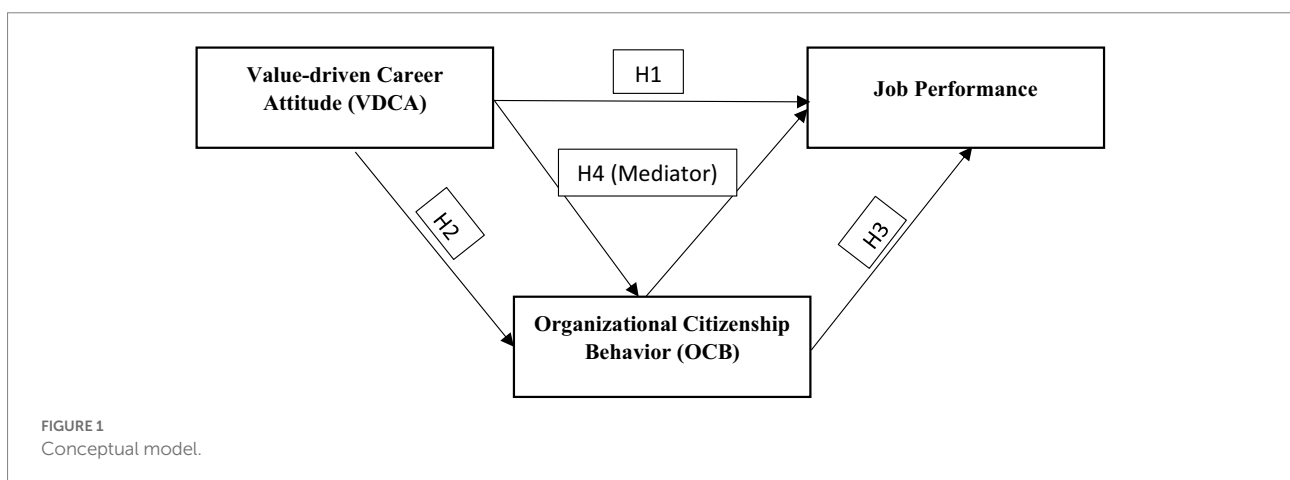 Value-driven Career
Attitude (VDCA)
H1
Job Performance
H4 (Mediator)
H2
H3
Organizational Citizenship
Behavior (OCB)
FIGURE 1
Conceptual model.